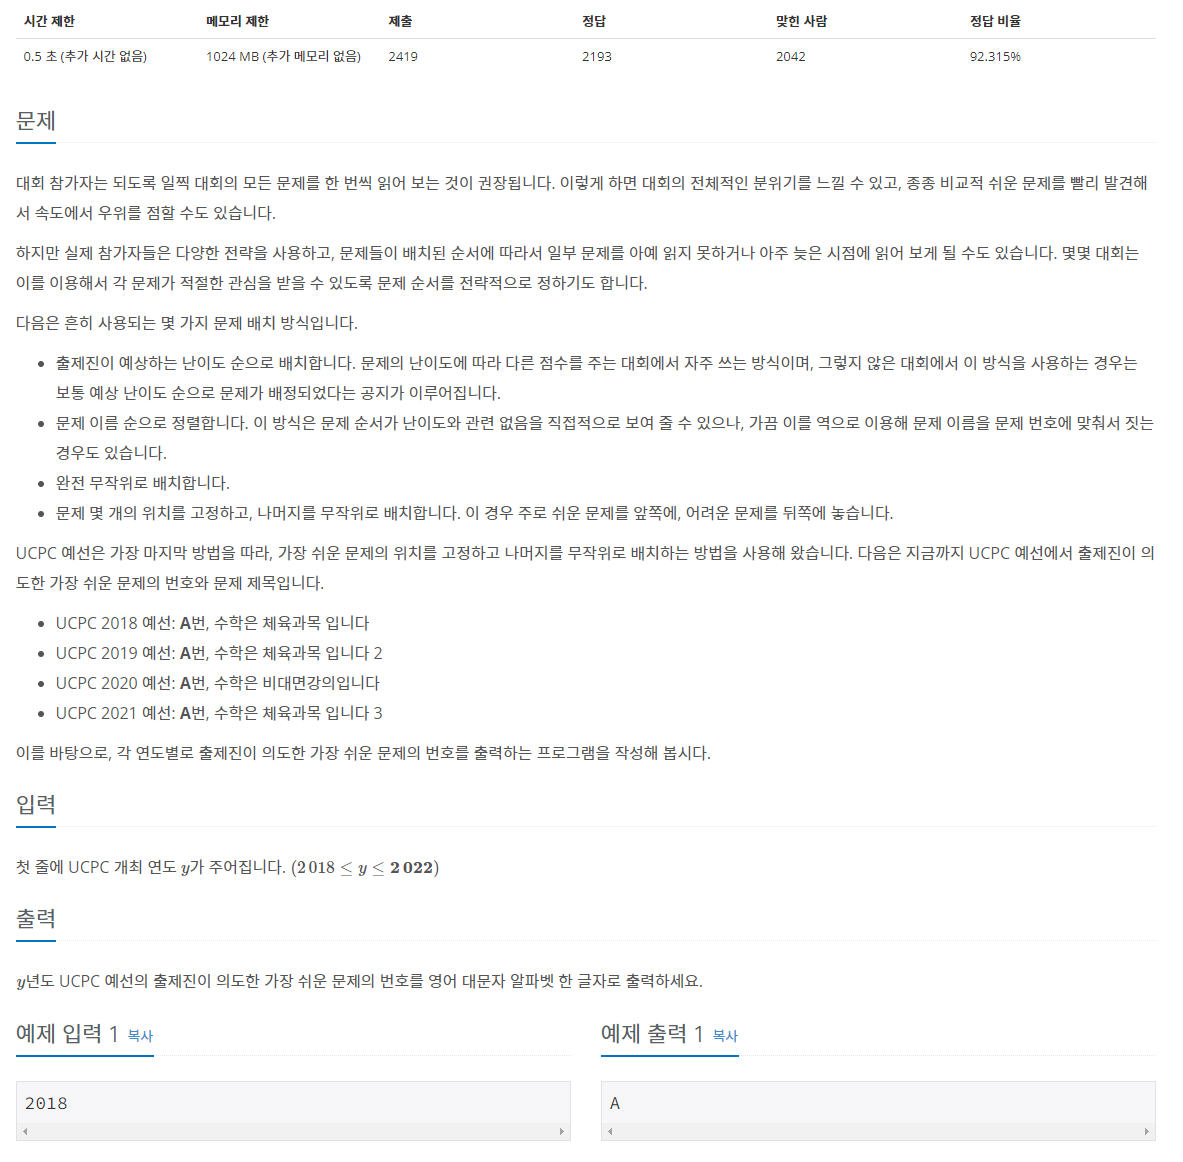 시간 제한 메모리 제한 제출 정답 맞힌 사람 정답 비율
0.5 초 (추가 시간 없음) 1024 MB (추가 메모리 없음) 2419 2193 2042 92.315%
문제
대회 참가자는 되도록 일찍 대회의 모든 문제를 한 번씩 읽어 보는 것이 권장됩니다. 이렇게 하면 대회의 전체적인 분위기를 느낄 수 있고, 종종 비교적 쉬운 문제를 빨리 발견해
서 속도에서 우위를 점할 수도 있습니다.
하지만 실제 참가자들은 다양한 전략을 사용하고, 문제들이 배치된 순서에 따라서 일부 문제를 아예 읽지 못하거나 아주 늦은 시점에 읽어 보게 될 수도 있습니다. 몇몇 대회는
이를 이용해서 각 문제가 적절한 관심을 받을 수 있도록 문제 순서를 전략적으로 정하기도 합니다.
다음은 흔히 사용되는 몇 가지 문제 배치 방식입니다.
• 출제진이 예상하는 난이도 순으로 배치합니다. 문제의 난이도에 따라 다른 점수를 주는 대회에서 자주 쓰는 방식이며, 그렇지 않은 대회에서 이 방식을 사용하는 경우는
보통 예상 난이도 순으로 문제가 배정되었다는 공지가 이루어집니다.
• 문제 이름 순으로 정렬합니다. 이 방식은 문제 순서가 난이도와 관련 없음을 직접적으로 보여 줄 수 있으나, 가끔 이를 역으로 이용해 문제 이름을 문제 번호에 맞춰서 짓는
경우도 있습니다.
• 완전 무작위로 배치합니다.
• 문제 몇 개의 위치를 고정하고, 나머지를 무작위로 배치합니다. 이 경우 주로 쉬운 문제를 앞쪽에, 어려운 문제를 뒤쪽에 놓습니다.
UCPC 예선은 가장 마지막 방법을 따라, 가장 쉬운 문제의 위치를 고정하고 나머지를 무작위로 배치하는 방법을 사용해 왔습니다. 다음은 지금까지 UCPC 예선에서 출제진이 의
도한 가장 쉬운 문제의 번호와 문제 제목입니다.
• UCPC 2018 예선: A번, 수학은 체육과목 입니다
• UCPC 2019 예선: A번, 수학은 체육과목 입니다 2
• UCPC 2020 예선: A번, 수학은 비대면강의입니다
• UCPC 2021 예선: A번, 수학은 체육과목 입니다 3
이를 바탕으로, 각 연도별로 출제진이 의도한 가장 쉬운 문제의 번호를 출력하는 프로그램을 작성해 봅시다.
입력
첫 줄에 UCPC 개최 연도 y가 주어집니다. (2 018 ≤ y ≤ 2 022)
출력
y년도 UCPC 예선의 출제진이 의도한 가장 쉬운 문제의 번호를 영어 대문자 알파벳 한 글자로 출력하세요.
예제 입력 1 복사 예제 출력 1 복사
2018 A